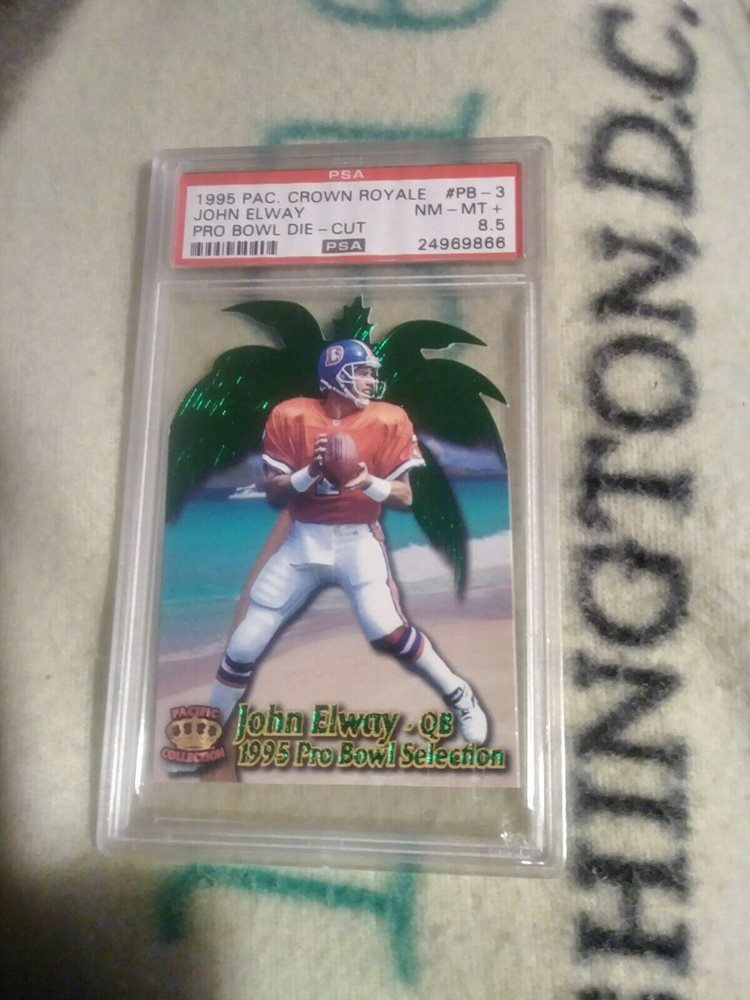 PSA
1995 PAC. CROWN ROYALE #PB-3
JOHN ELWAY NM-MT +
PRO BOWL DIE-CUT 8.5
PSA 24969866
D
PACIFIC
COLLECTION
John Elway - QB
1995 Pro Bowl Selection
HINGTON, D.C.